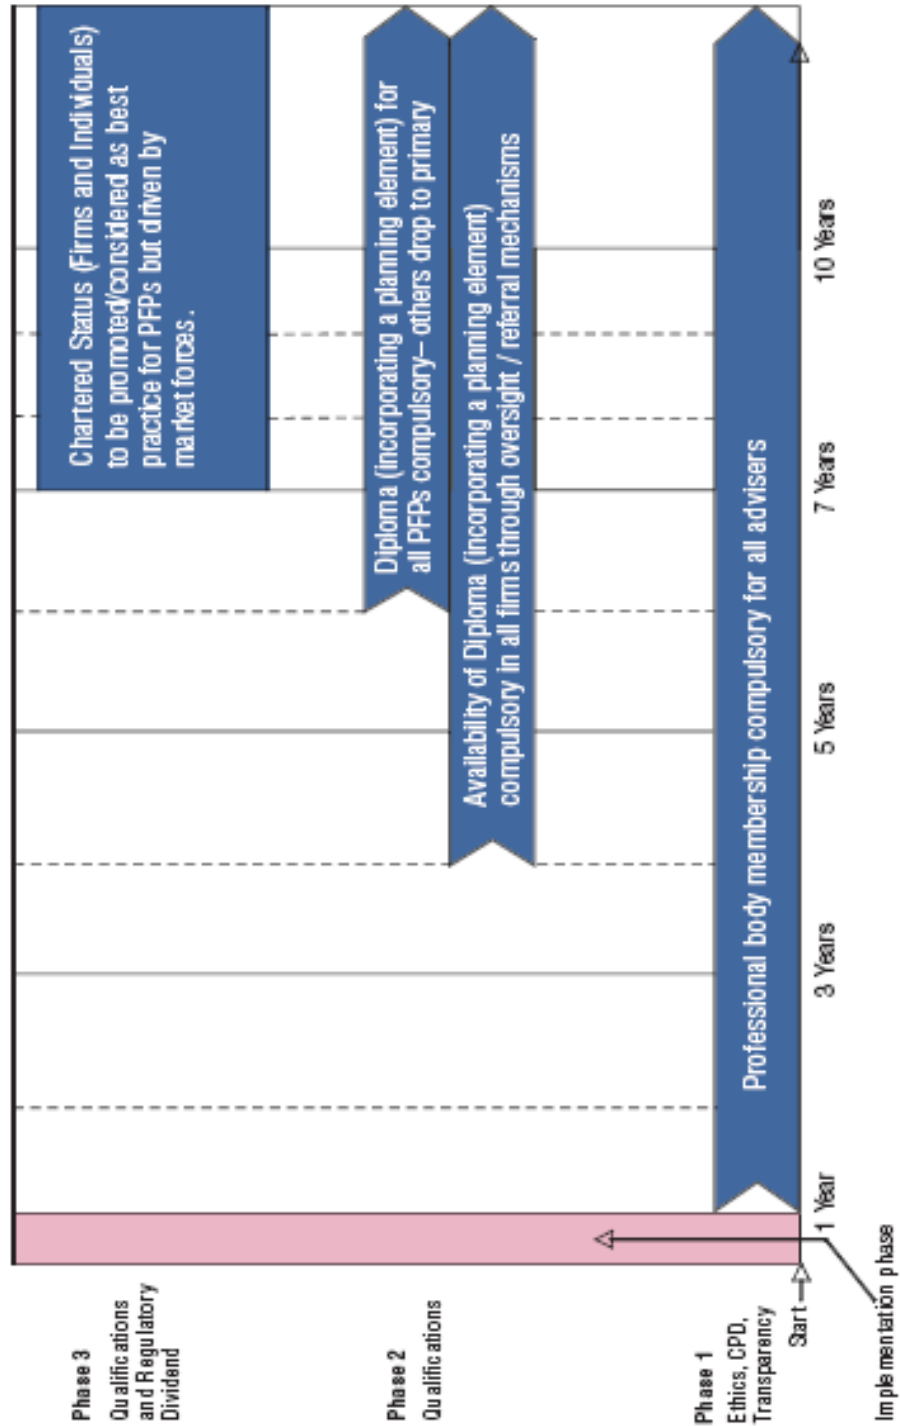 Phase 3
Qualifications
and Regulatory
Dividend
Chartered Status (Firms and Individuals)
to be promoted/considered as best
practice for PFPs but driven by
market forces.
Phase 2
Qualifications
Diploma (incorporating a planning element) for
all PFPs compulsory– others drop to primary
Availability of Diploma (incorporating a planning element)
compulsory in all firms through oversight / referral mechanisms
Phase 1
Ethics, CPD,
Transparency
Professional body membership compulsory for all advisers
Start
1 Year
3 Years
5 Years
7 Years
10 Years
Implementation phase